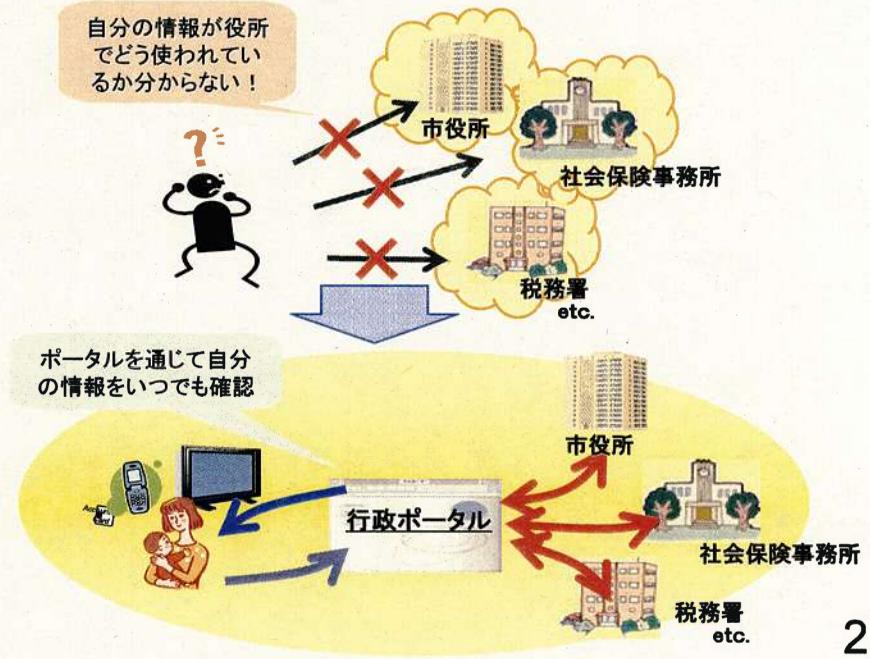 自分の情報が役所
でどう使われてい
るか分からない！
市役所
社会保険事務所
税務署
etc.
ポータルを通じて自分
の情報をいつでも確認
市役所
行政ポータル
社会保険事務所
税務署
etc.
2